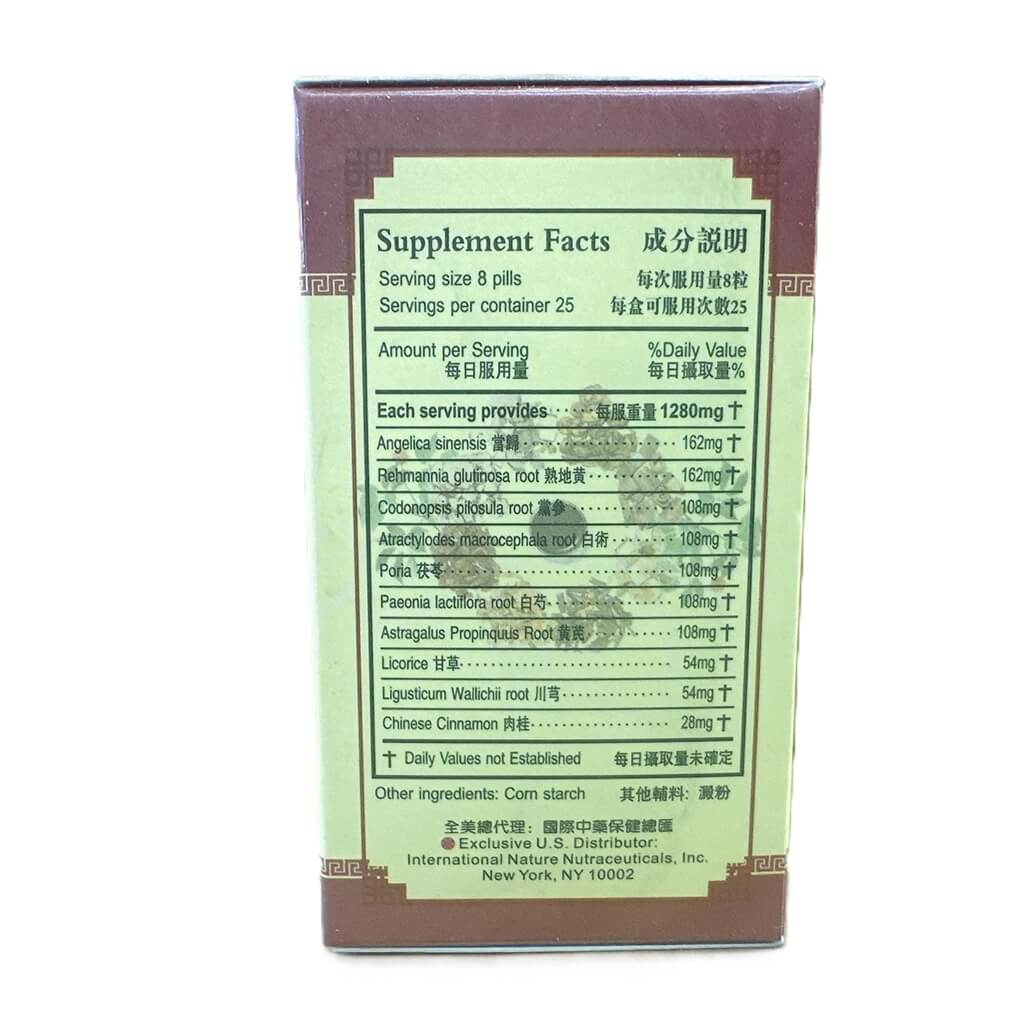 Supplement Facts 成分説明
Serving size 8 pills 每次服用量8粒
Servings per container 25 每盒可服用次數25
Amount per Serving %Daily Value
每日服用量 每日攝取量%
Each serving provides ····· 每服重量 1280mg †
Angelica sinensis 當歸 ···················· 162mg †
Rehmannia glutinosa root 熟地黄 ·········· 162mg †
Codonopsis pilosula root 黨參 ············· 108mg †
Atractylodes macrocephala root 白術 ········ 108mg †
Poria 茯苓 ······························ 108mg †
Paeonia lactiflora root 白芍 ················ 108mg †
Astragalus Propinquus Root 黄芪 ··········· 108mg †
Licorice 甘草 ···························· 54mg †
Ligusticum Wallichii root 川芎 ·············· 54mg †
Chinese Cinnamon 肉桂 ·················· 28mg †
† Daily Values not Established 每日攝取量未確定
Other ingredients: Corn starch 其他輔料: 澱粉
全美總代理: 國際中藥保健總匯
Exclusive U.S. Distributor:
International Nature Nutraceuticals, Inc.
New York, NY 10002